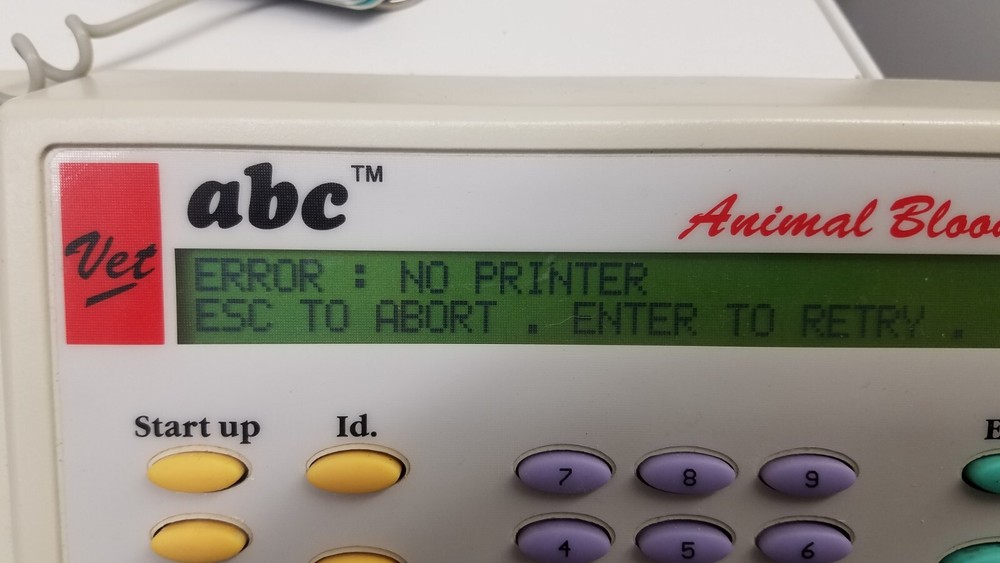 Vet
abc™
Animal Blood
ERROR : NO PRINTER
ESC TO ABORT . ENTER TO RETRY .
Start up
Id.
E
7
8
9
4
5
6